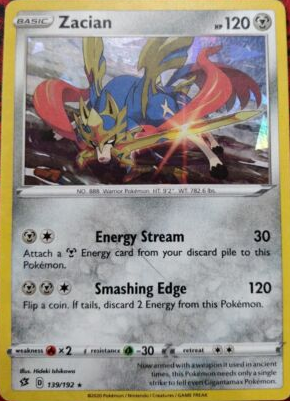 BASIC Zacian HP 120
NO. 888 Warrior Pokémon HT: 9'2" WT: 782.6 lbs.
Energy Stream 30
Attach a Energy card from your discard pile to this
Pokémon.
Smashing Edge 120
Flip a coin. If tails, discard 2 Energy from this Pokémon.
weakness ×2 resistance -30 retreat
Illus. Hideki Ishikawa
D 139/192 ★
Now armed with a weapon it used in ancient
times, this Pokémon needs only a single
strike to fell even Gigantamax Pokémon.
©2020 Pokémon / Nintendo / Creatures / GAME FREAK